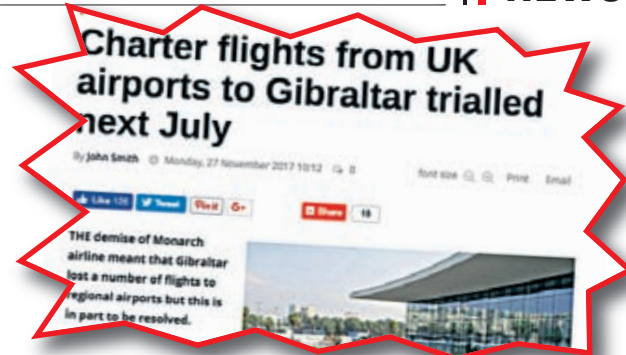 NEWS
Charter flights from UK
airports to Gibraltar trialled
next July
By John Smith Monday, 27 November 2017 10:12 0
font size Print Email
Like 126 Tweet Pin it G+ Share 18
THE demise of Monarch
airline meant that Gibraltar
lost a number of flights to
regional airports but this is
in part to be resolved.